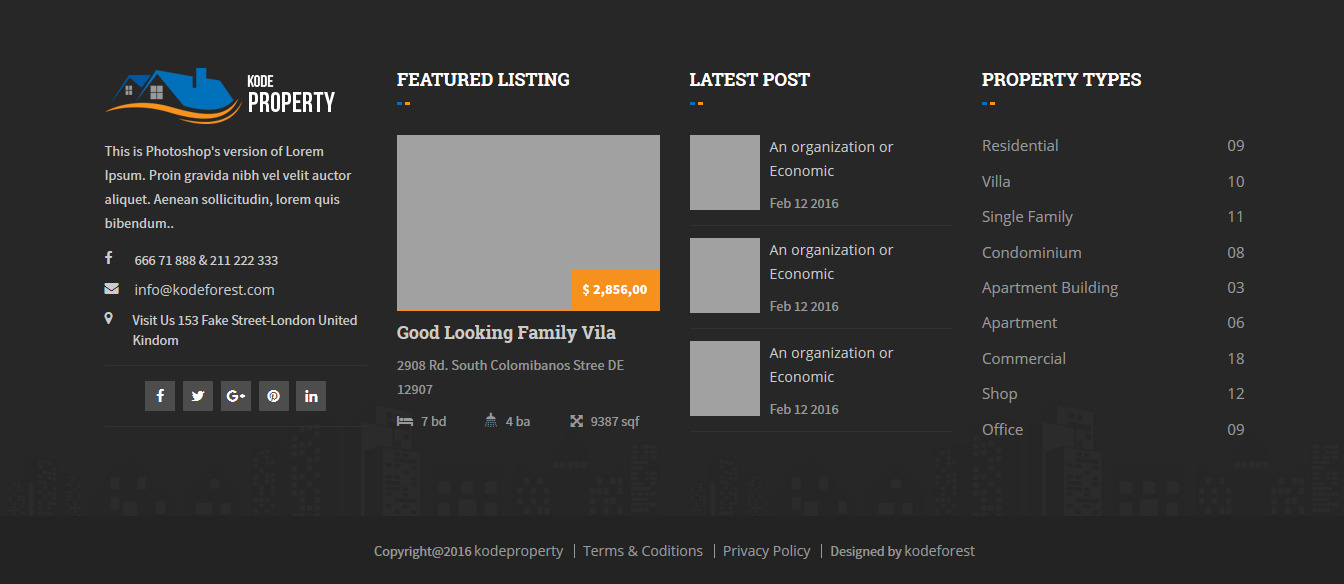 KODE
PROPERTY
This is Photoshop's version of Lorem
Ipsum. Proin gravida nibh vel velit auctor
aliquet. Aenean sollicitudin, lorem quis
bibendum..
666 71 888 & 211 222 333
info@kodeforest.com
Visit Us 153 Fake Street-London United
Kindom
f
G+
in
FEATURED LISTING
$ 2,856,00
Good Looking Family Vila
2908 Rd. South Colomibanos Stree DE
12907
7 bd 4 ba 9387 sqf
LATEST POST
An organization or
Economic
Feb 12 2016
An organization or
Economic
Feb 12 2016
An organization or
Economic
Feb 12 2016
PROPERTY TYPES
Residential 09
Villa 10
Single Family 11
Condominium 08
Apartment Building 03
Apartment 06
Commercial 18
Shop 12
Office 09
Copyright@2016 kodeproperty | Terms & Coditions | Privacy Policy | Designed by kodeforest